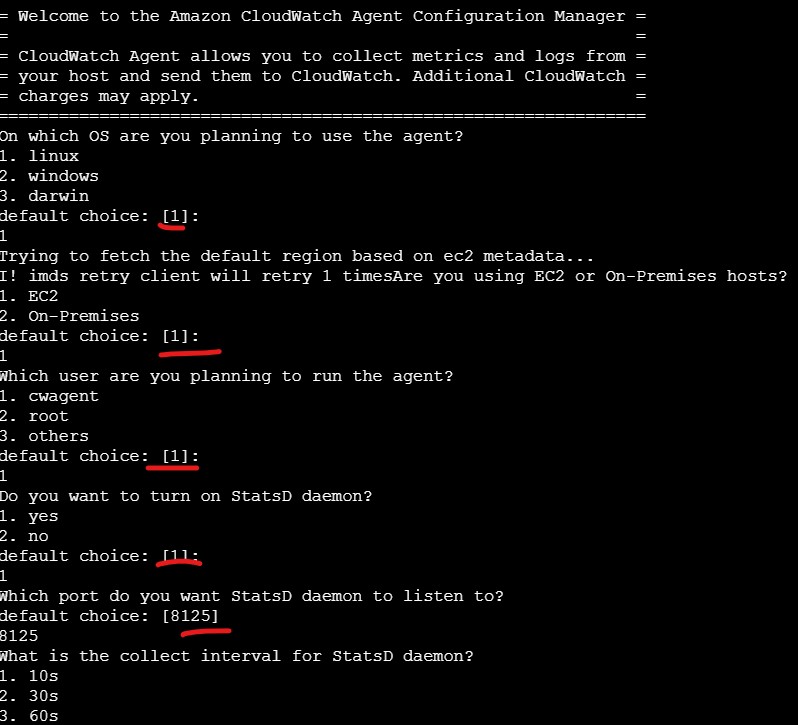 = Welcome to the Amazon CloudWatch Agent Configuration Manager =
= =
= CloudWatch Agent allows you to collect metrics and logs from =
= your host and send them to CloudWatch. Additional CloudWatch =
= charges may apply. =
================================================================
On which OS are you planning to use the agent?
1. linux
2. windows
3. darwin
default choice: [1]:
1
Trying to fetch the default region based on ec2 metadata...
I! imds retry client will retry 1 timesAre you using EC2 or On-Premises hosts?
1. EC2
2. On-Premises
default choice: [1]:
1
Which user are you planning to run the agent?
1. cwagent
2. root
3. others
default choice: [1]:
1
Do you want to turn on StatsD daemon?
1. yes
2. no
default choice: [1]:
1
Which port do you want StatsD daemon to listen to?
default choice: [8125]
8125
What is the collect interval for StatsD daemon?
1. 10s
2. 30s
3. 60s